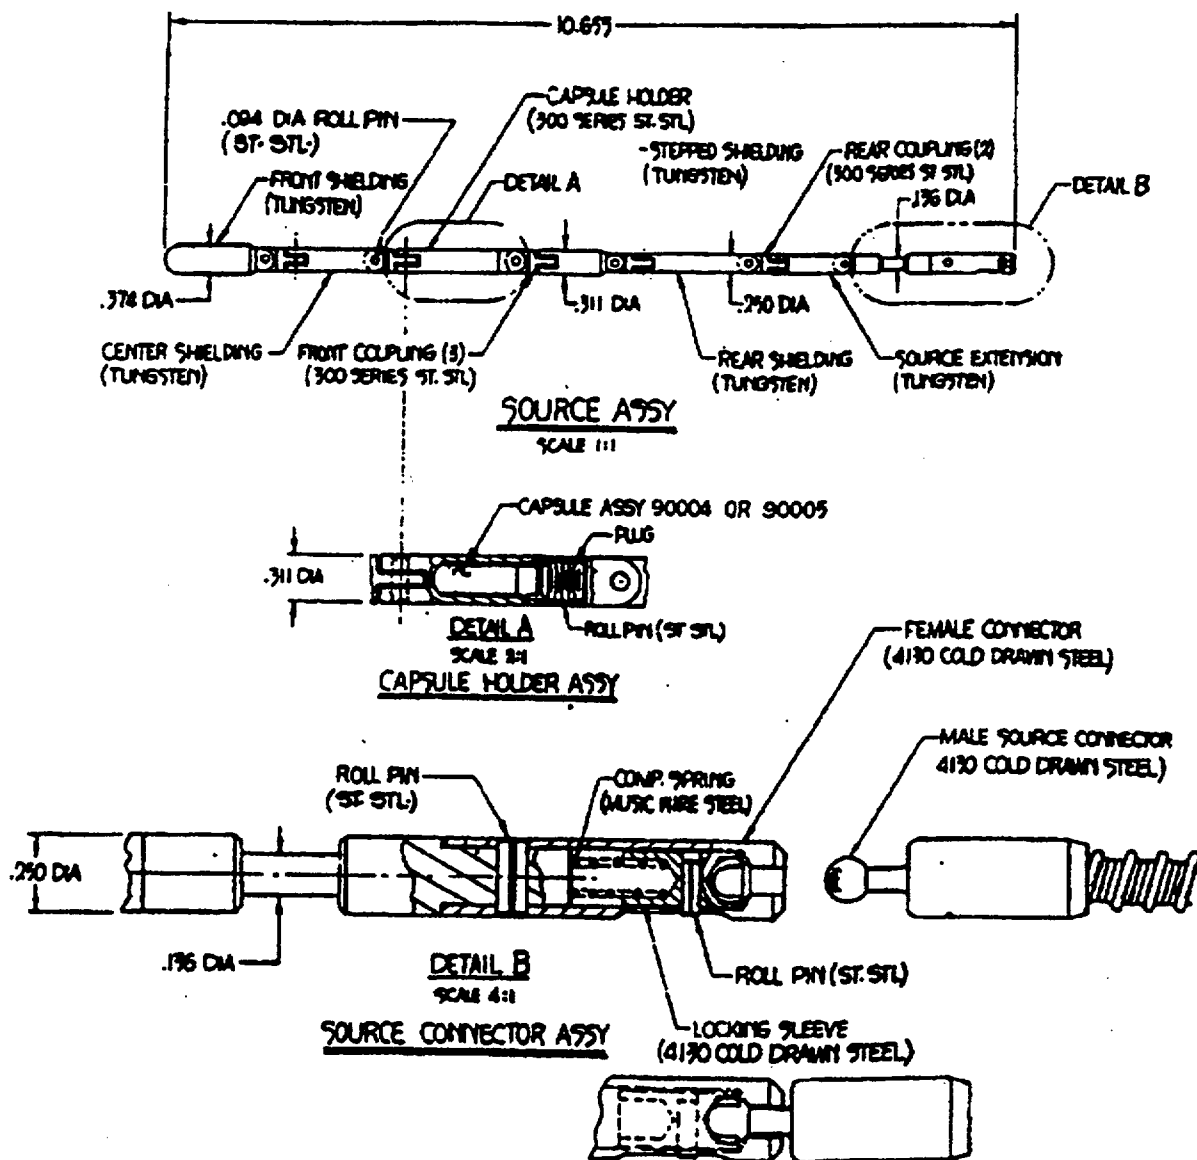 10.655
CAPSULE HOLDER
(300 SERIES ST. STL)
.094 DIA ROLL PIN
(ST. STL.)
-STEPPED SHIELDING
(TUNGSTEN)
REAR COUPLING (2)
(300 SERIES ST STL)
FRONT SHIELDING
(TUNGSTEN)
DETAIL A
DETAIL B
.136 DIA
.374 DIA
.311 DIA
.250 DIA
CENTER SHIELDING
(TUNGSTEN)
FRONT COUPLING (3)
(300 SERIES ST. STL)
REAR SHIELDING
(TUNGSTEN)
SOURCE EXTENSION
(TUNGSTEN)
SOURCE ASSY
SCALE 1:1
CAPSULE ASSY 90004 OR 90005
PLUG
.311 DIA
ROLL PIN (ST STL)
DETAIL A
SCALE 2:1
CAPSULE HOLDER ASSY
FEMALE CONNECTOR
(4130 COLD DRAWN STEEL)
MALE SOURCE CONNECTOR
4130 COLD DRAWN STEEL)
ROLL PIN
(ST. STL.)
COMP. SPRING
(MUSIC WIRE STEEL)
.250 DIA
.136 DIA
DETAIL B
SCALE 4:1
ROLL PIN (ST. STL)
SOURCE CONNECTOR ASSY
LOCKING SLEEVE
(4130 COLD DRAWN STEEL)